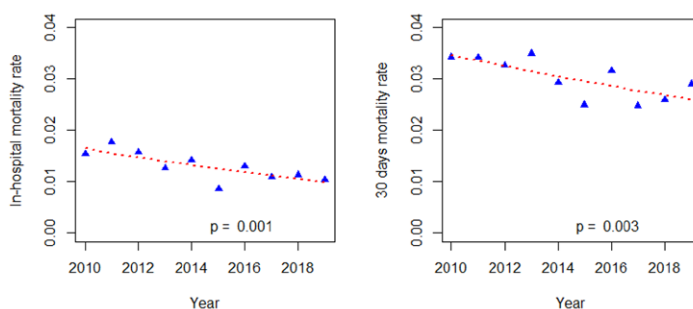 In-hospital mortality rate
0.04
0.03
0.02
0.01
0.00
p = 0.001
2010 2012 2014 2016 2018
Year
30 days mortality rate
0.04
0.03
0.02
0.01
0.00
p = 0.003
2010 2012 2014 2016 2018
Year